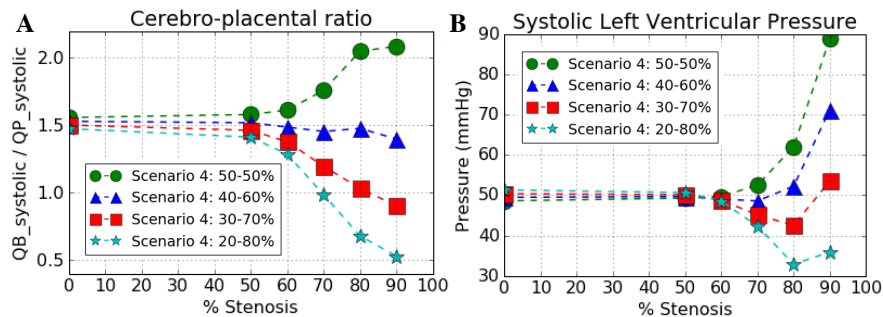 A
Cerebro-placental ratio
QB_systolic / QP_systolic
2.0
1.5
1.0
0.5
Scenario 4: 50-50%
Scenario 4: 40-60%
Scenario 4: 30-70%
Scenario 4: 20-80%
0 10 20 30 40 50 60 70 80 90 100
% Stenosis
B
Systolic Left Ventricular Pressure
Pressure (mmHg)
90
80
70
60
50
40
30
Scenario 4: 50-50%
Scenario 4: 40-60%
Scenario 4: 30-70%
Scenario 4: 20-80%
0 10 20 30 40 50 60 70 80 90 100
% Stenosis